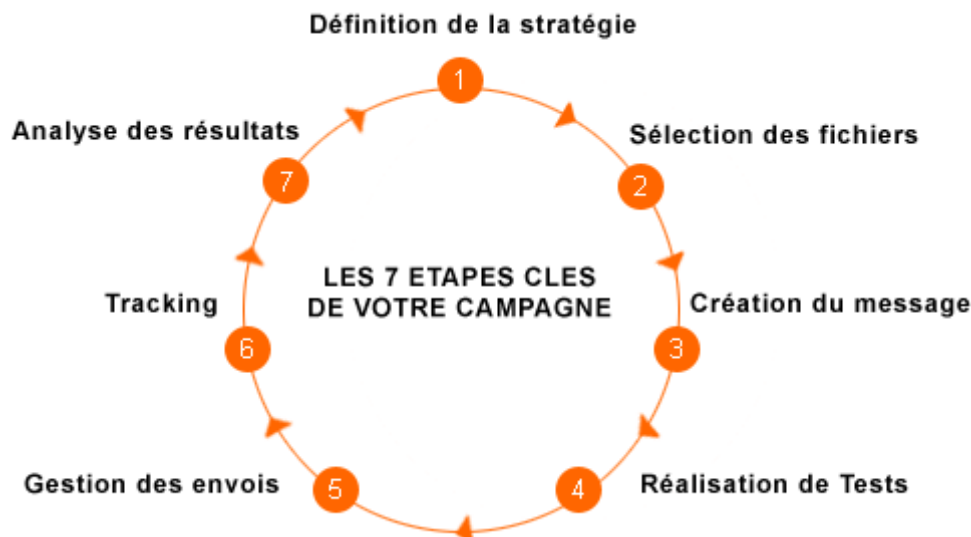 Définition de la stratégie
1
Analyse des résultats
Sélection des fichiers
7
2
LES 7 ETAPES CLES
DE VOTRE CAMPAGNE
Tracking
Création du message
6
3
Gestion des envois
5
4
Réalisation de Tests